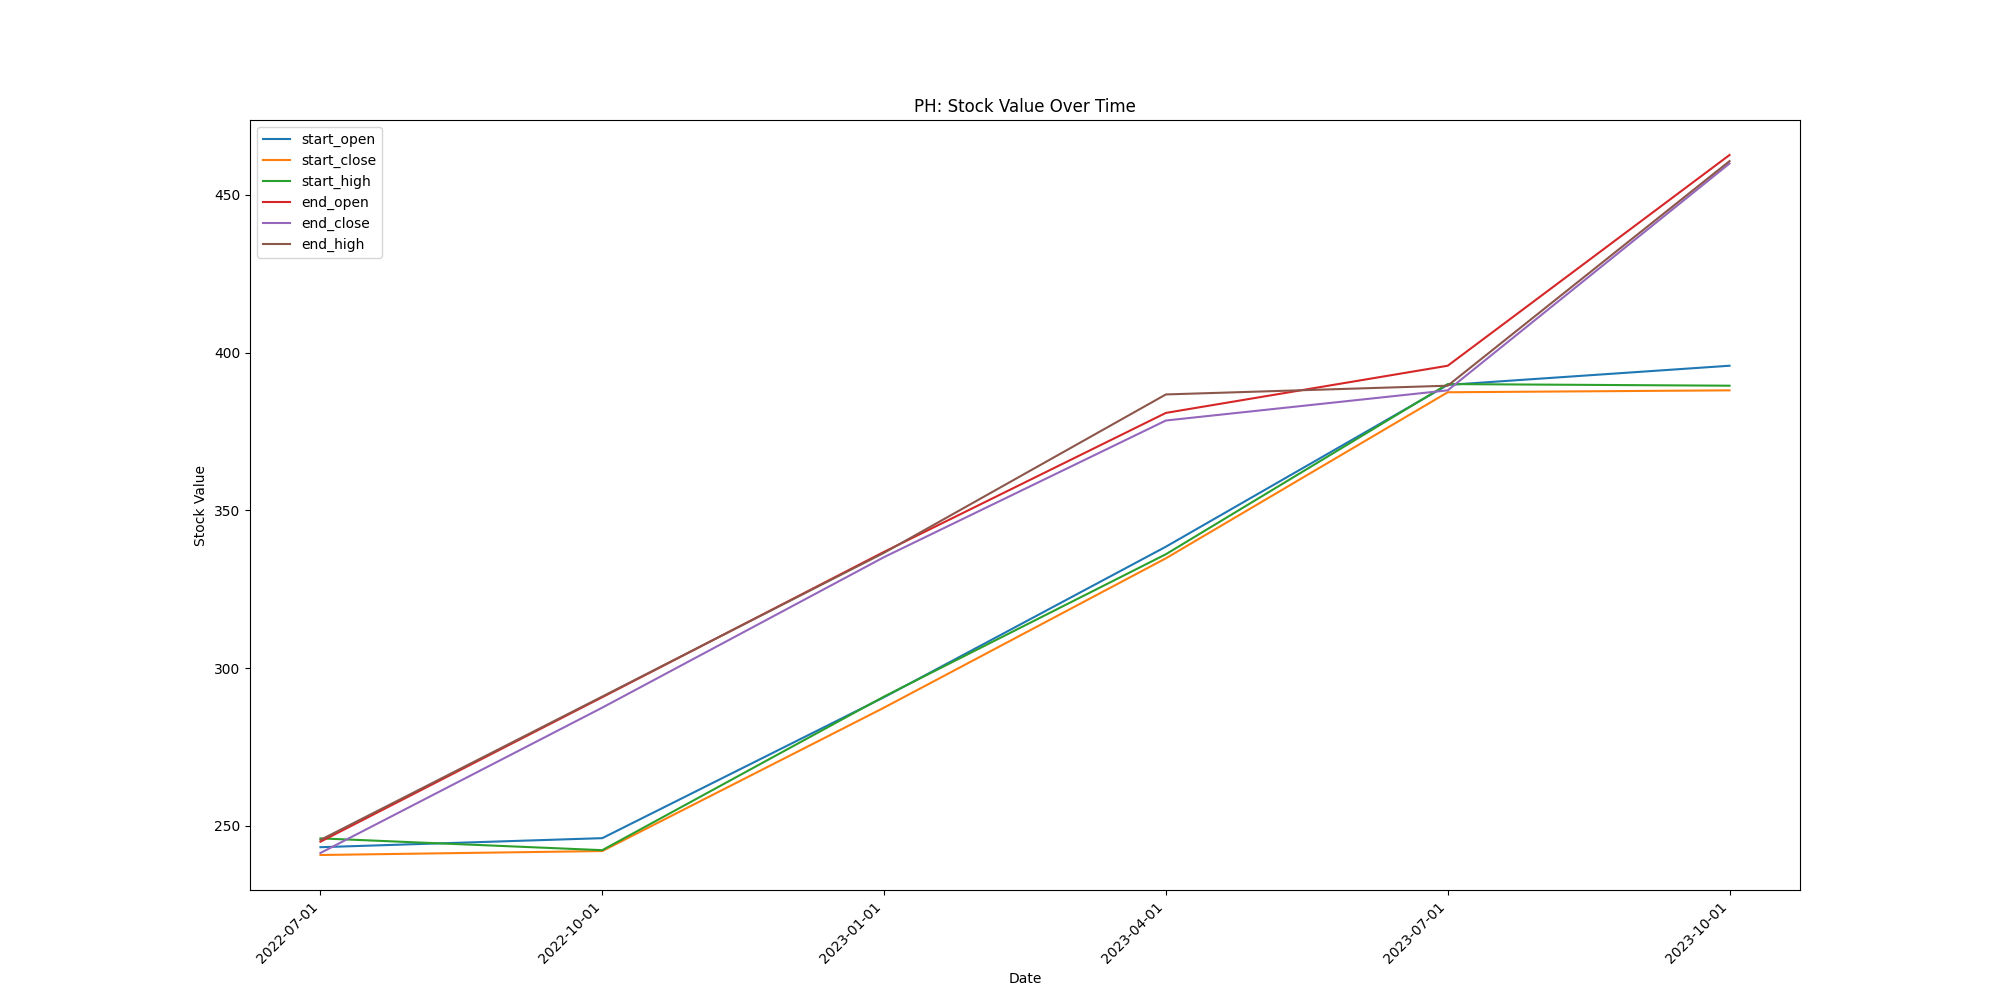 PH: Stock Value Over Time
start_open
start_close
start_high
end_open
end_close
end_high
450
400
350
300
250
Stock Value
2022-07-01
2022-10-01
2023-01-01
2023-04-01
2023-07-01
2023-10-01
Date